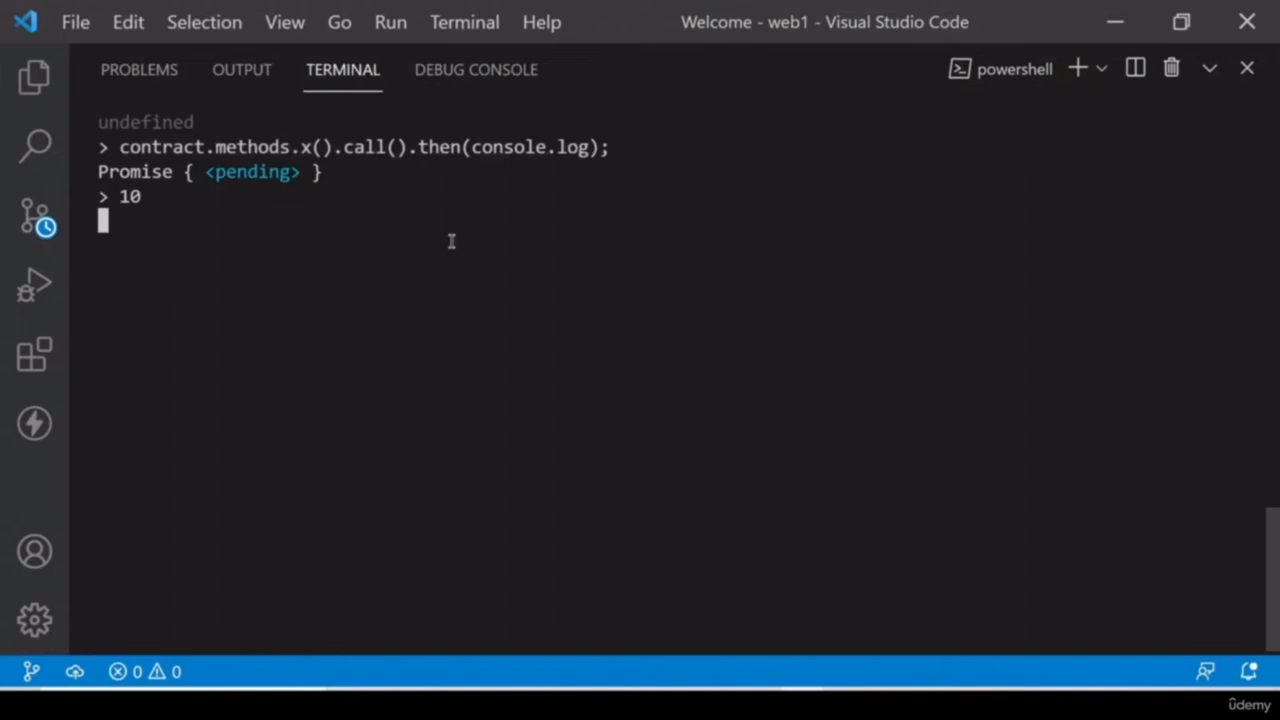 File Edit Selection View Go Run Terminal Help Welcome - web1 - Visual Studio Code
PROBLEMS OUTPUT TERMINAL DEBUG CONSOLE powershell
undefined
> contract.methods.x().call().then(console.log);
Promise { <pending> }
> 10
0 0
ûdemy